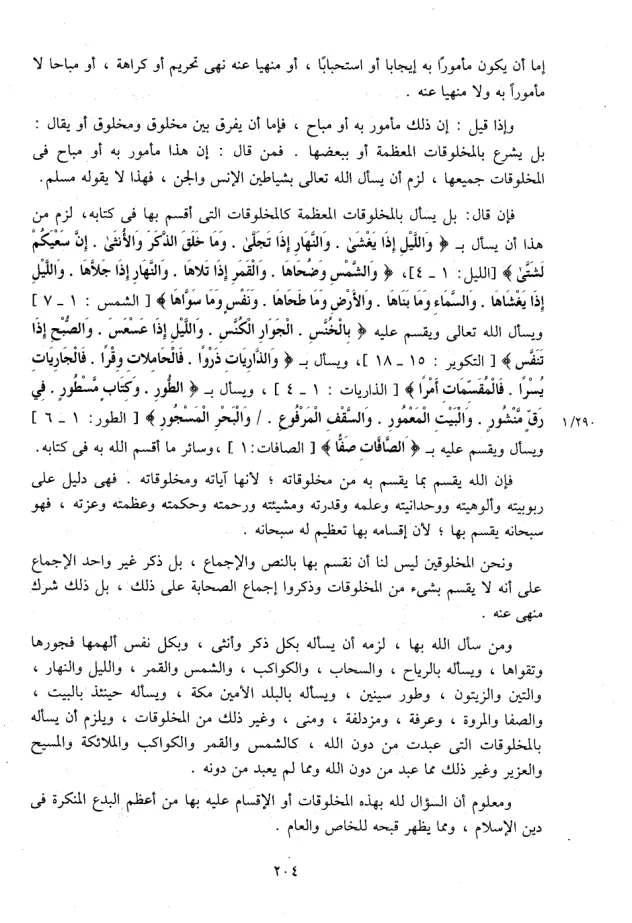 إما أن يكون مأمورًا به إيجابا أو استحبابًا ، أو منهيا عنه نهى تحريم أو كراهة ، أو مباحا لا
مأموراً به ولا منهيا عنه .
وإذا قيل : إن ذلك مأمور به أو مباح ، فإما أن يفرق بين مخلوق ومخلوق أو يقال :
بل يشرع بالمخلوقات المعظمة أو ببعضها . فمن قال : إن هذا مأمور به أو مباح فى
المخلوقات جميعها ، لزم أن يسأل الله تعالى بشياطين الإنس والجن ، فهذا لا يقوله مسلم.
فإن قال: بل يسأل بالمخلوقات المعظمة كالمخلوقات التى أقسم بها فى كتابه، لزم من
هذا أن يسأل بـ ﴿ وَاللَّيْلِ إِذَا يَغْشَىٰ . وَالنَّهَارِ إِذَا تَجَلَّىٰ . وَمَا خَلَقَ الذَّكَرَ وَالأُنثَىٰ . إِنَّ سَعْيَكُمْ
لَشَتَّىٰ ﴾ [الليل: ١ ـ ٤]، ﴿ وَالشَّمْسِ وَضُحَاهَا . وَالْقَمَرِ إِذَا تَلاهَا . وَالنَّهَارِ إِذَا جَلاَّهَا . وَاللَّيْلِ
إِذَا يَغْشَاهَا . وَالسَّمَاءِ وَمَا بَنَاهَا . وَالأَرْضِ وَمَا طَحَاهَا . وَنَفْسٍ وَمَا سَوَّاهَا ﴾ [ الشمس : ١ ـ ٧ ]
ويسأل الله تعالى ويقسم عليه ﴿ بِالْخُنَّسِ . الْجَوَارِ الْكُنَّسِ . وَاللَّيْلِ إِذَا عَسْعَسَ . وَالصُّبْحِ إِذَا
تَنَفَّسَ ﴾ [ التكوير : ١٥ ـ ١٨ ]، ويسأل بـ ﴿ وَالذَّارِيَاتِ ذَرْوًا . فَالْحَامِلاتِ وِقْرًا . فَالْجَارِيَاتِ
يُسْرًا . فَالْمُقَسِّمَاتِ أَمْرًا ﴾ [ الذاريات : ١ ـ ٤ ] ، ويسأل بـ ﴿ الطُّورِ . وَكِتَابٍ مَّسْطُورٍ . فِي
رَقٍّ مَّنْشُورٍ . وَالْبَيْتِ الْمَعْمُورِ . وَالسَّقْفِ الْمَرْفُوعِ . / وَالْبَحْرِ الْمَسْجُورِ ﴾ [ الطور: ١ ـ ٦ ] ١/٢٩٠
ويسأل ويقسم عليه بـ ﴿ الصَّافَّاتِ صَفًّا ﴾ [ الصافات: ١ ] ،وسائر ما أقسم الله به فى كتابه.
فإن الله يقسم بما يقسم به من مخلوقاته ؛ لأنها آياته ومخلوقاته . فهى دليل على
ربوبيته وألوهيته ووحدانيته وعلمه وقدرته ومشيئته ورحمته وحكمته وعظمته وعزته ، فهو
سبحانه يقسم بها ؛ لأن إقسامه بها تعظيم له سبحانه .
ونحن المخلوقين ليس لنا أن نقسم بها بالنص والإجماع ، بل ذكر غير واحد الإجماع
على أنه لا يقسم بشىء من المخلوقات وذكروا إجماع الصحابة على ذلك ، بل ذلك شرك
منهى عنه .
ومن سأل الله بها ، لزمه أن يسأله بكل ذكر وأنثى ، وبكل نفس ألهمها فجورها
وتقواها ، ويسأله بالرياح ، والسحاب ، والكواكب ، والشمس والقمر ، والليل والنهار ،
والتين والزيتون ، وطور سينين ، ويسأله بالبلد الأمين مكة ، ويسأله حينئذ بالبيت ،
والصفا والمروة ، وعرفة ، ومزدلفة ، ومنى ، وغير ذلك من المخلوقات ، ويلزم أن يسأله
بالمخلوقات التى عبدت من دون الله ، كالشمس والقمر والكواكب والملائكة والمسيح
والعزير وغير ذلك مما عبد من دون الله ومما لم يعبد من دونه .
ومعلوم أن السؤال لله بهذه المخلوقات أو الإقسام عليه بها من أعظم البدع المنكرة فى
دين الإسلام ، ومما يظهر قبحه للخاص والعام .
٢٠٤